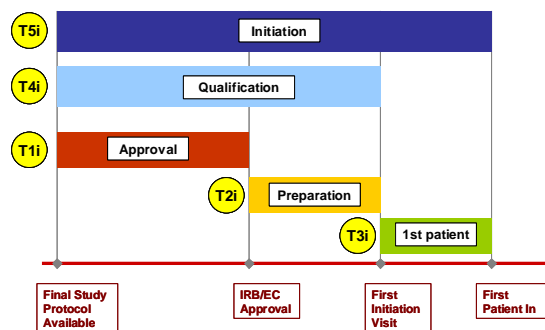 T5i
Initiation
T4i
Qualification
T1i
Approval
T2i
Preparation
T3i
1st patient
Final Study
Protocol
Available
IRB/EC
Approval
First
Initiation
Visit
First
Patient In